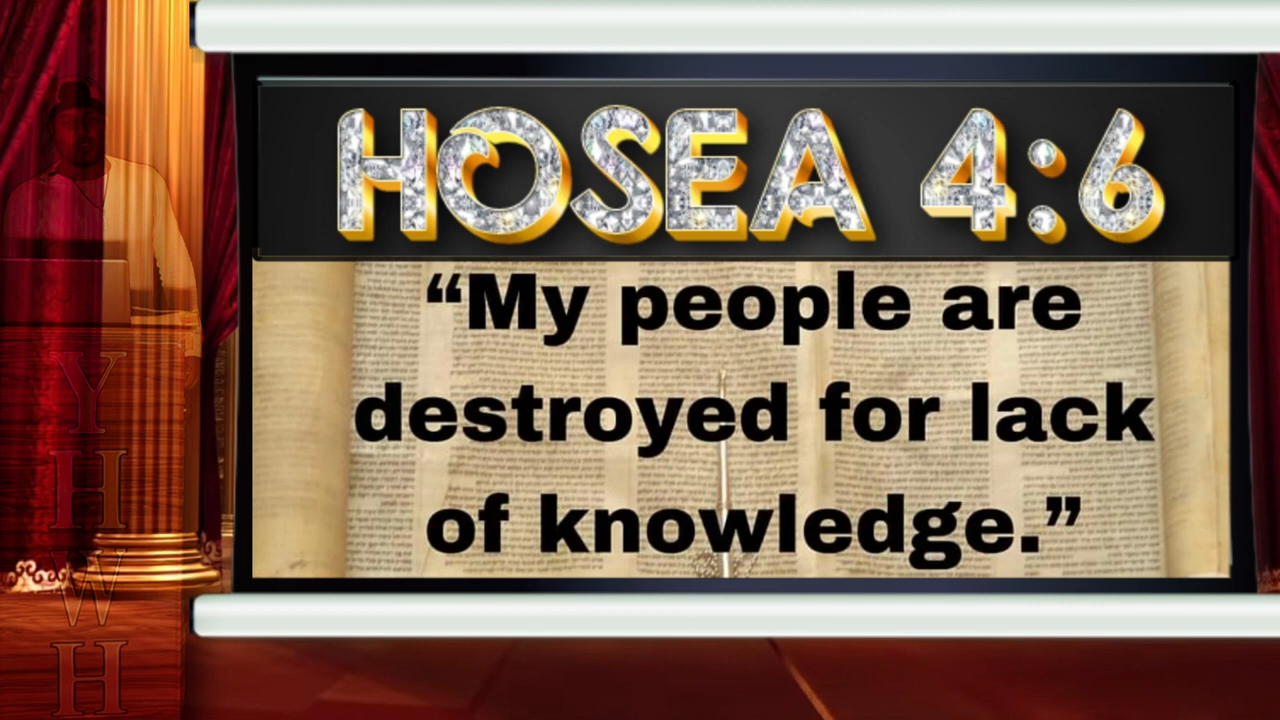 HOSEA 4:6
“My people are
destroyed for lack
of knowledge.”
Y
H
W
H